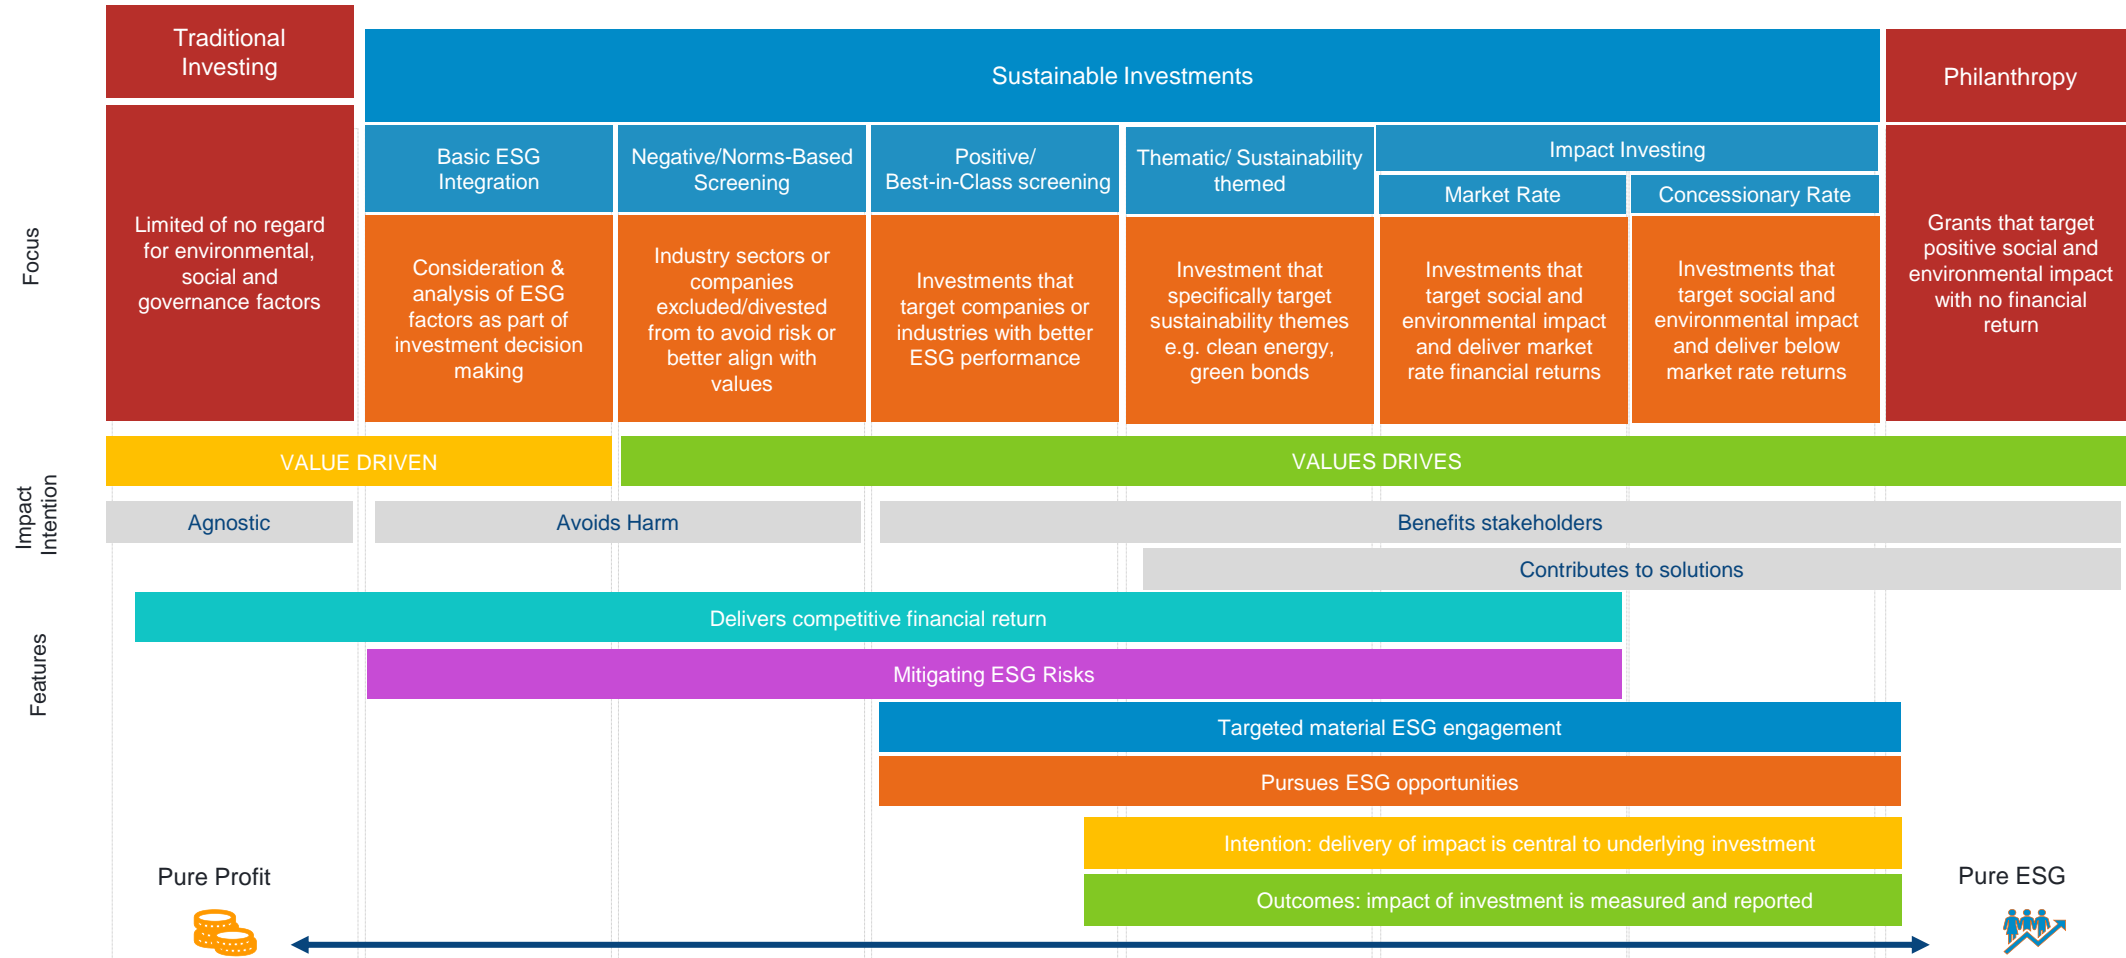 Traditional
Investing
Sustainable Investments
Philanthropy
Focus
Limited of no regard
for environmental,
social and
governance factors
Basic ESG
Integration
Negative/Norms-Based
Screening
Positive/
Best-in-Class screening
Thematic/ Sustainability
themed
Impact Investing
Market Rate
Concessionary Rate
Consideration &
analysis of ESG
factors as part of
investment decision
making
Industry sectors or
companies
excluded/divested
from to avoid risk or
better align with
values
Investments that
target companies or
industries with better
ESG performance
Investment that
specifically target
sustainability themes
e.g. clean energy,
green bonds
Investments that
target social and
environmental impact
and deliver market
rate financial returns
Investments that
target social and
environmental impact
and deliver below
market rate returns
Grants that target
positive social and
environmental impact
with no financial
return
VALUE DRIVEN
VALUES DRIVES
Impact
Intention
Agnostic
Avoids Harm
Benefits stakeholders
Contributes to solutions
Features
Delivers competitive financial return
Mitigating ESG Risks
Targeted material ESG engagement
Pursues ESG opportunities
Intention: delivery of impact is central to underlying investment
Outcomes: impact of investment is measured and reported
Pure Profit
Pure ESG